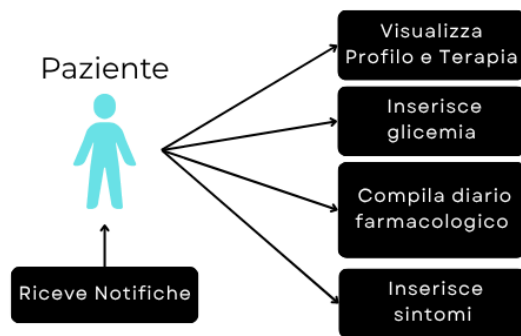 Paziente
Visualizza
Profilo e Terapia
Inserisce
glicemia
Compila diario
farmacologico
Inserisce
sintomi
Riceve Notifiche